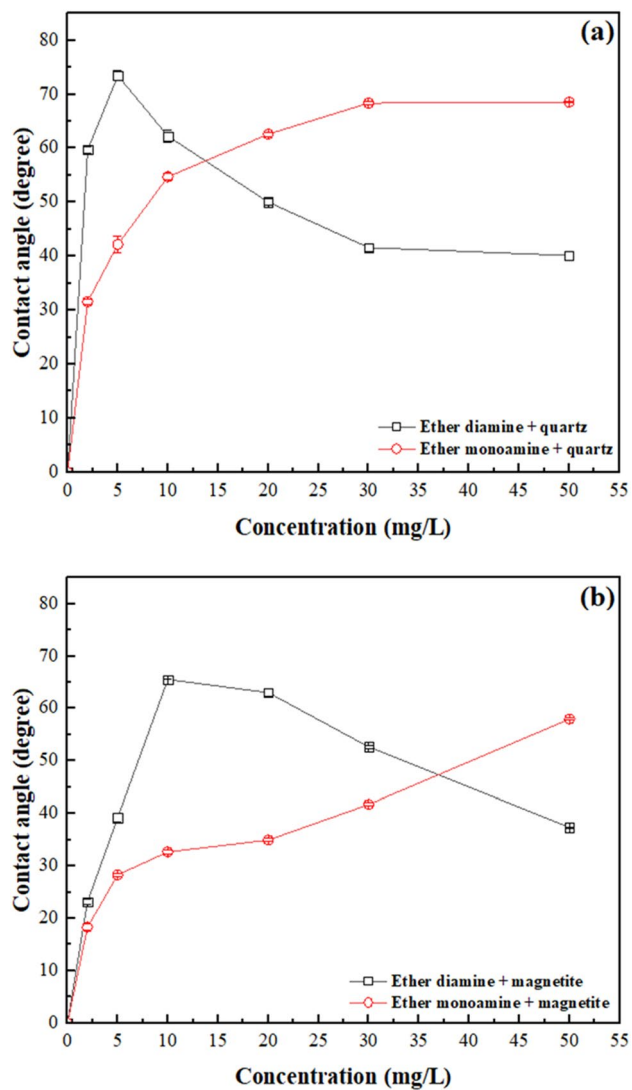 (a)
80
70
60
50
40
30
20
10
0
Contact angle (degree)
Ether diamine + quartz
Ether monoamine + quartz
0 5 10 15 20 25 30 35 40 45 50 55
Concentration (mg/L)
(b)
80
70
60
50
40
30
20
10
0
Contact angle (degree)
Ether diamine + magnetite
Ether monoamine + magnetite
0 5 10 15 20 25 30 35 40 45 50 55
Concentration (mg/L)